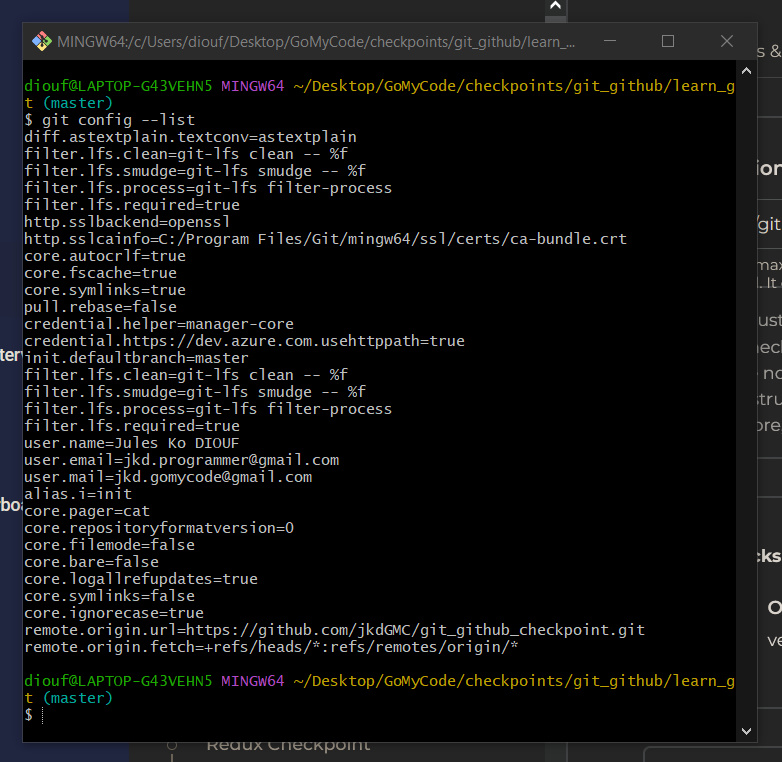 MINGW64:/c/Users/diouf/Desktop/GoMyCode/checkpoints/git_github/learn_...
diouf@LAPTOP-G43VEHN5 MINGW64 ~/Desktop/GoMyCode/checkpoints/git_github/learn_g
t (master)
$ git config --list
diff.astextplain.textconv=astextplain
filter.lfs.clean=git-lfs clean -- %f
filter.lfs.smudge=git-lfs smudge -- %f
filter.lfs.process=git-lfs filter-process
filter.lfs.required=true
http.sslbackend=openssl
http.sslcainfo=C:/Program Files/Git/mingw64/ssl/certs/ca-bundle.crt
core.autocrlf=true
core.fscache=true
core.symlinks=true
pull.rebase=false
credential.helper=manager-core
credential.https://dev.azure.com.usehttppath=true
init.defaultbranch=master
filter.lfs.clean=git-lfs clean -- %f
filter.lfs.smudge=git-lfs smudge -- %f
filter.lfs.process=git-lfs filter-process
filter.lfs.required=true
user.name=Jules Ko DIOUF
user.email=jkd.programmer@gmail.com
user.mail=jkd.gomycode@gmail.com
alias.i=init
core.pager=cat
core.repositoryformatversion=0
core.filemode=false
core.bare=false
core.logallrefupdates=true
core.symlinks=false
core.ignorecase=true
remote.origin.url=https://github.com/jkdGMC/git_github_checkpoint.git
remote.origin.fetch=+refs/heads/*:refs/remotes/origin/*
diouf@LAPTOP-G43VEHN5 MINGW64 ~/Desktop/GoMyCode/checkpoints/git_github/learn_g
t (master)
$
Redux Checkpoint